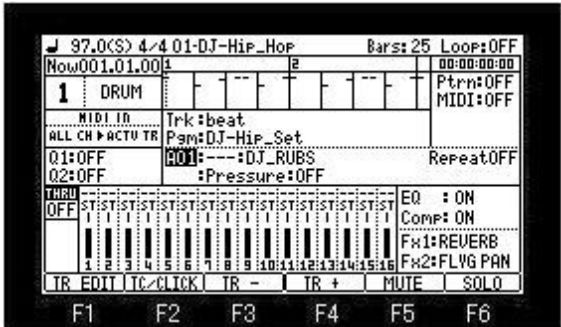 ♩ 97.0(S) 4/4 01-DJ-Hip_Hop Bars: 25 Loop:OFF
Now001.01.00 1 2 00:00:00:00
1 DRUM Ptrn:OFF
MIDI:OFF
MIDI in Trk:beat
ALL CH▶ACTV TR Pgm:DJ-Hip_Set
Q1:OFF A01:---:DJ_RUBS RepeatOFF
Q2:OFF :Pressure:OFF
THRU
OFF ST ST ST ST ST ST ST ST ST ST ST ST ST ST ST ST EQ : ON
Comp: ON
Fx1:REVERB
1 2 3 4 5 6 7 8 9 10 11 12 13 14 15 16 Fx2:FLYG PAN
TR EDIT TC/CLICK TR - TR + MUTE SOLO
F1 F2 F3 F4 F5 F6